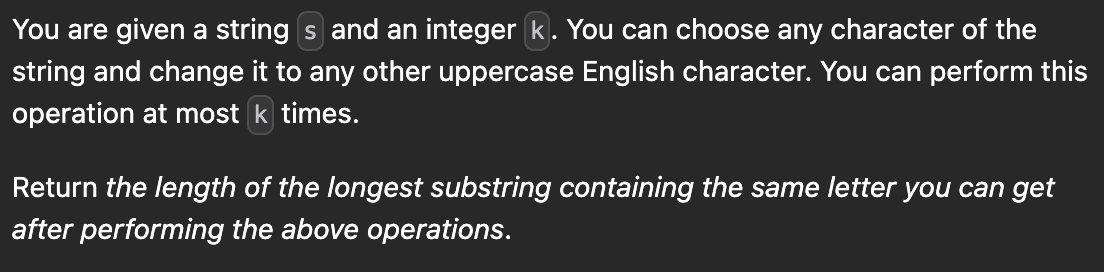 You are given a string s and an integer k. You can choose any character of the
string and change it to any other uppercase English character. You can perform this
operation at most k times.
Return the length of the longest substring containing the same letter you can get
after performing the above operations.